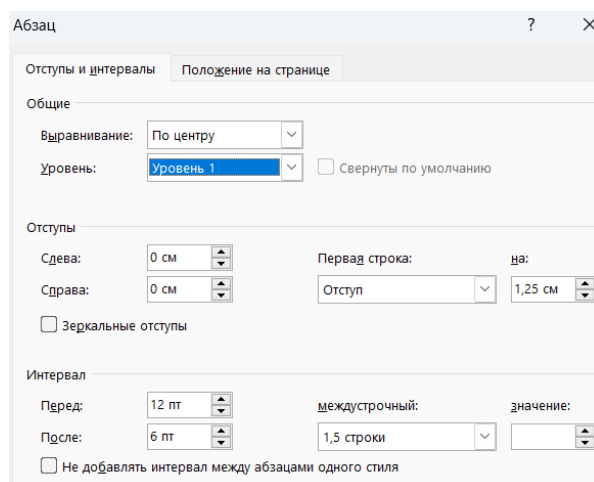 Абзац ?
Отступы и интервалы Положение на странице
Общие
Выравнивание: По центру
Уровень: Уровень 1 Свернуты по умолчанию
Отступы
Слева: 0 см Первая строка: на:
Справа: 0 см Отступ 1,25 см
Зеркальные отступы
Интервал
Перед: 12 пт междустрочный: значение:
После: 6 пт 1,5 строки
Не добавлять интервал между абзацами одного стиля